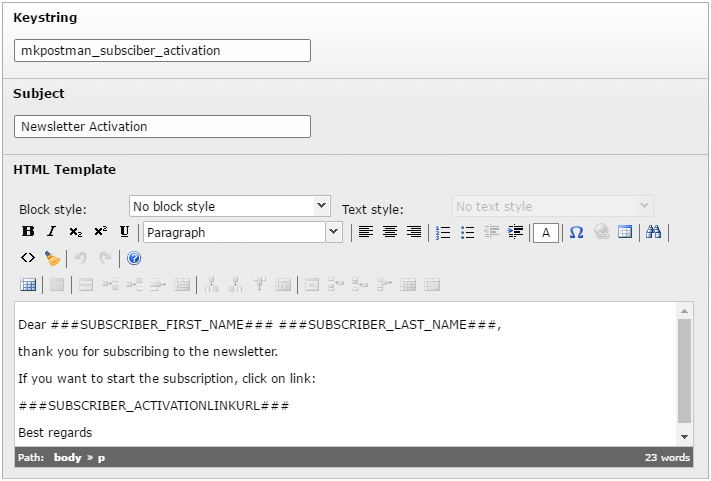 Keystring
mkpostman_subsciber_activation
Subject
Newsletter Activation
HTML Template
Block style: No block style Text style: No text style
B I x₂ x² U Paragraph A Ω
<> ?
Dear ###SUBSCRIBER_FIRST_NAME### ###SUBSCRIBER_LAST_NAME###,
thank you for subscribing to the newsletter.
If you want to start the subscription, click on link:
###SUBSCRIBER_ACTIVATIONLINKURL###
Best regards
Path: body » p 23 words